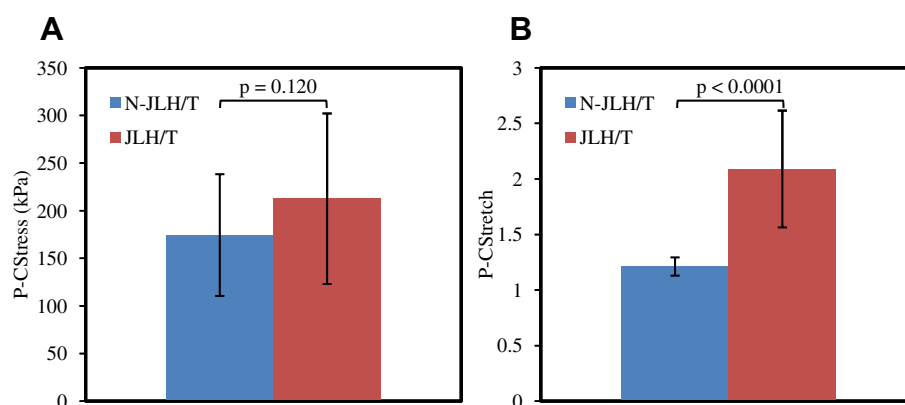 A
P-CStress (kPa)
350
300
250
200
150
100
50
0
N-JLH/T
JLH/T
p = 0.120
B
P-CStretch
3
2.5
2
1.5
1
0.5
0
N-JLH/T
JLH/T
p < 0.0001